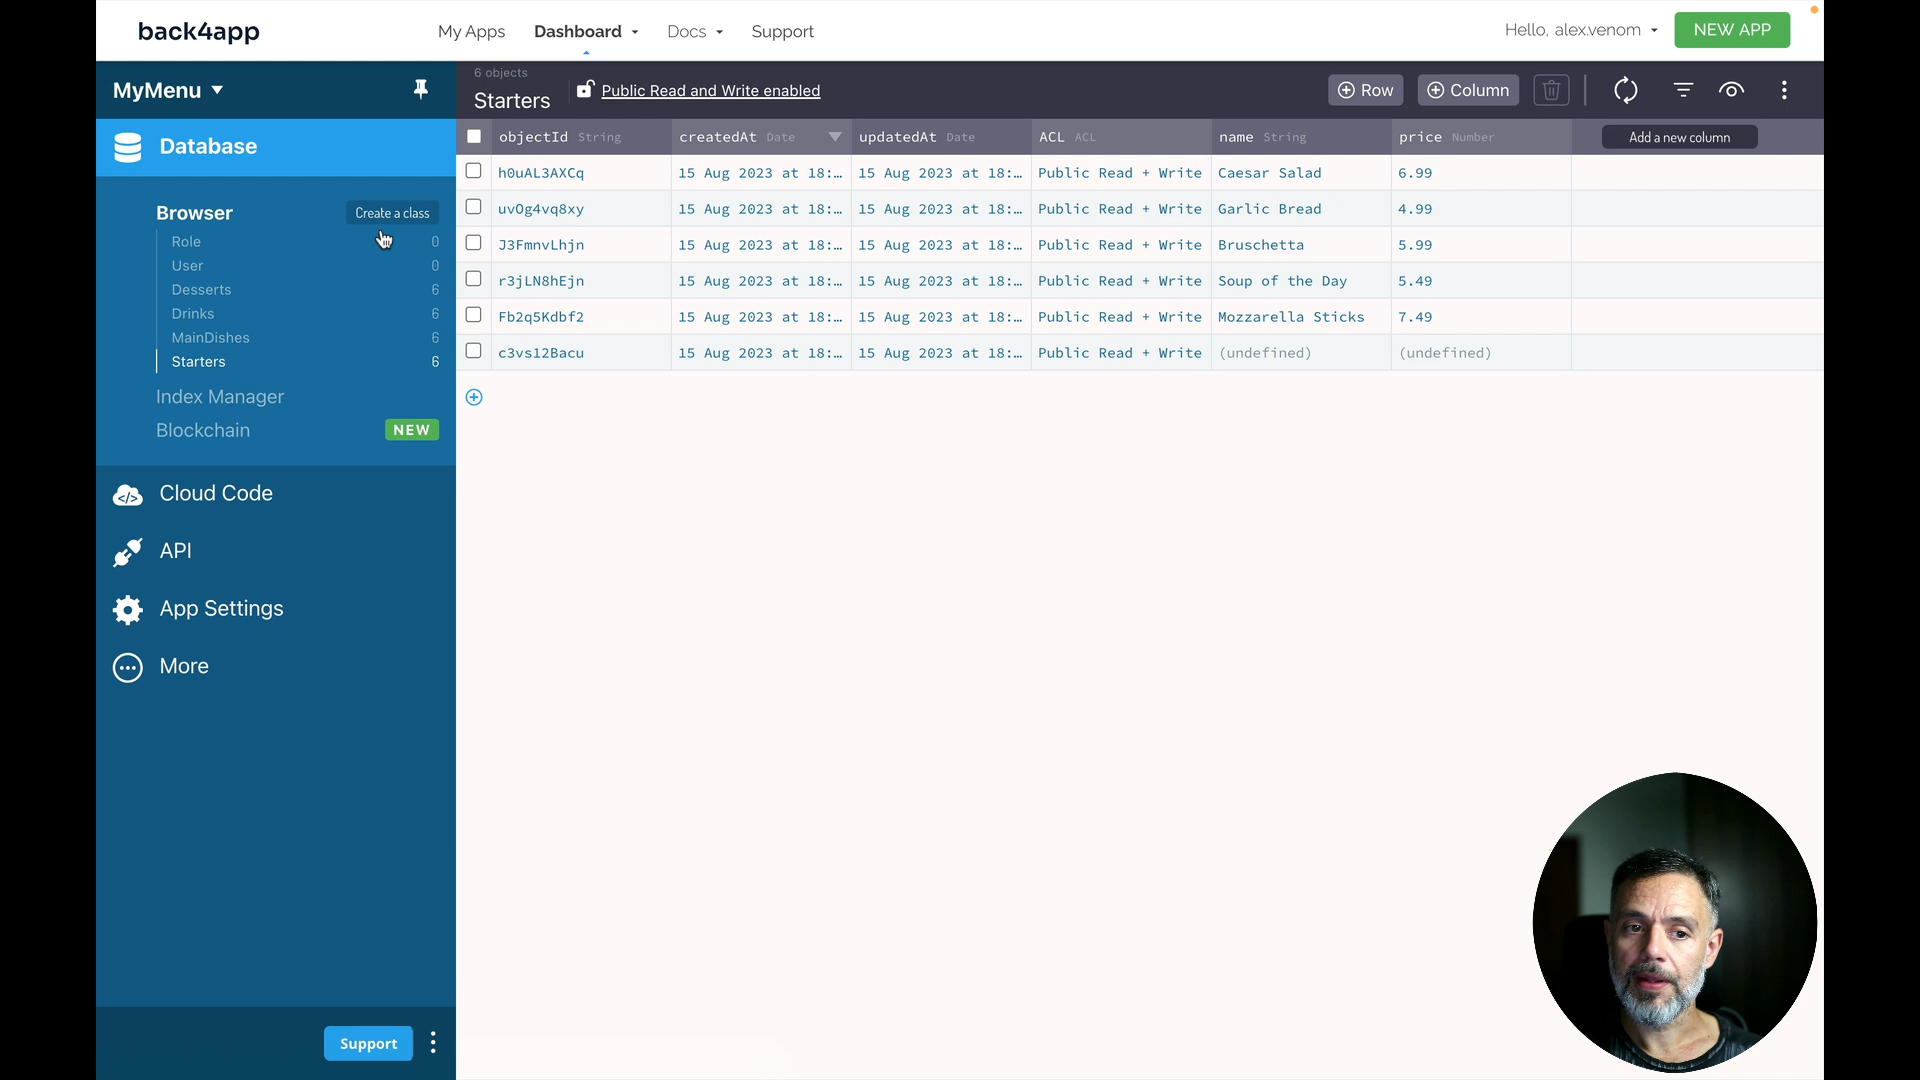 back4app
My Apps
Dashboard
Docs
Support
Hello, alex.venom
NEW APP
MyMenu
6 objects
Starters
Public Read and Write enabled
Row
Column
Database
objectId String
createdAt Date
updatedAt Date
ACL ACL
name String
price Number
Add a new column
h0uAL3AXCq 15 Aug 2023 at 18:… 15 Aug 2023 at 18:… Public Read + Write Caesar Salad 6.99
uvOg4vq8xy 15 Aug 2023 at 18:… 15 Aug 2023 at 18:… Public Read + Write Garlic Bread 4.99
J3FmnvLhjn 15 Aug 2023 at 18:… 15 Aug 2023 at 18:… Public Read + Write Bruschetta 5.99
r3jLN8hEjn 15 Aug 2023 at 18:… 15 Aug 2023 at 18:… Public Read + Write Soup of the Day 5.49
Fb2q5Kdbf2 15 Aug 2023 at 18:… 15 Aug 2023 at 18:… Public Read + Write Mozzarella Sticks 7.49
c3vs12Bacu 15 Aug 2023 at 18:… 15 Aug 2023 at 18:… Public Read + Write (undefined) (undefined)
Browser
Create a class
Role 0
User 0
Desserts 6
Drinks 6
MainDishes 6
Starters 6
Index Manager
Blockchain NEW
Cloud Code
API
App Settings
More
Support